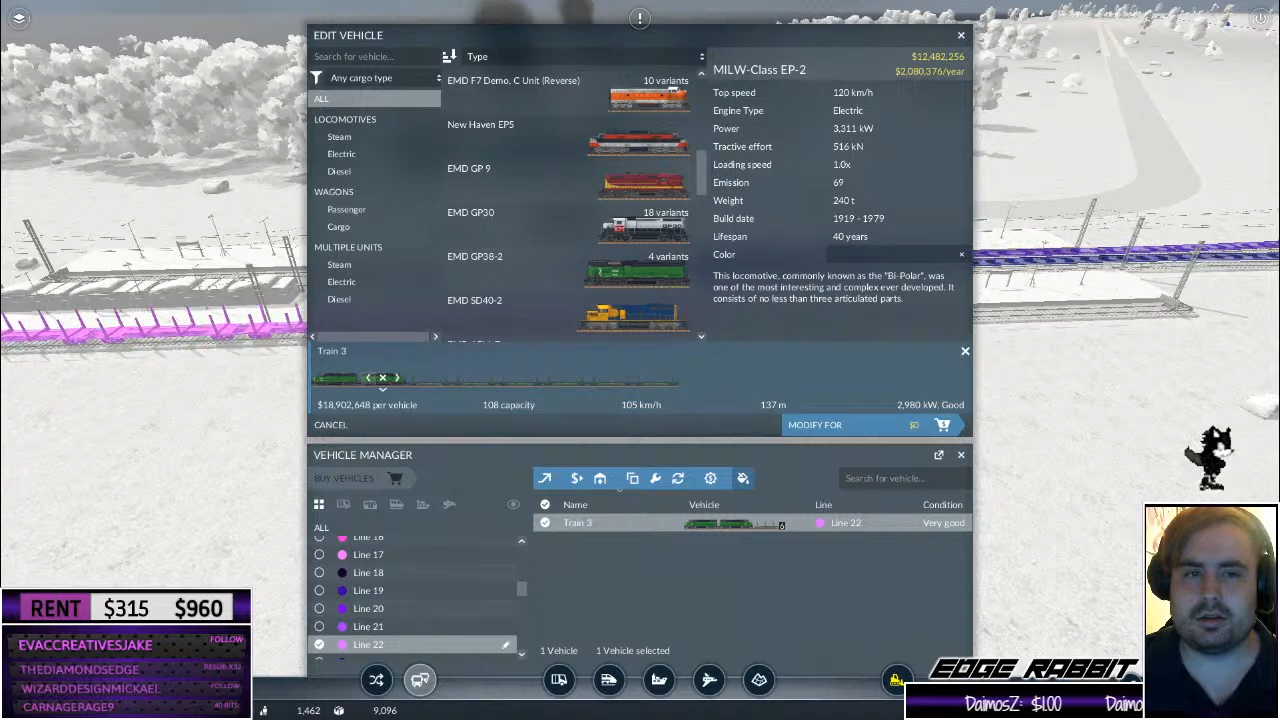 EDIT VEHICLE
Search for vehicle...
Type
Any cargo type
ALL
LOCOMOTIVES
Steam
Electric
Diesel
WAGONS
Passenger
Cargo
MULTIPLE UNITS
Steam
Electric
Diesel
EMD F7 Demo, C Unit (Reverse)
10 variants
New Haven EP5
EMD GP 9
EMD GP30
18 variants
EMD GP38-2
4 variants
EMD SD40-2
$12,482,256
$2,080,376/year
MILW-Class EP-2
Top speed 120 km/h
Engine Type Electric
Power 3,311 kW
Tractive effort 516 kN
Loading speed 1.0x
Emission 69
Weight 240 t
Build date 1919 - 1979
Lifespan 40 years
Color
This locomotive, commonly known as the "Bi-Polar", was
one of the most interesting and complex ever developed. It
consists of no less than three articulated parts.
Train 3
$18,902,648 per vehicle 108 capacity 105 km/h 137 m 2,980 kW, Good
CANCEL
MODIFY FOR $0
VEHICLE MANAGER
BUY VEHICLES
Search for vehicle...
ALL
Line 16
Line 17
Line 18
Line 19
Line 20
Line 21
Line 22
Name Vehicle Line Condition
Train 3 6 Line 22 Very good
1 Vehicle 1 Vehicle selected
1,462 9,096
RENT $315 $960
EVACCREATIVESJAKE FOLLOW
THEDIAMONDSEDGE RESUB X32
WIZARDDESIGNMICKAEL FOLLOW
CARNAGERAGE9 40 BITS
EDGE RABBIT
DaimosZ: $1.00 Daimo